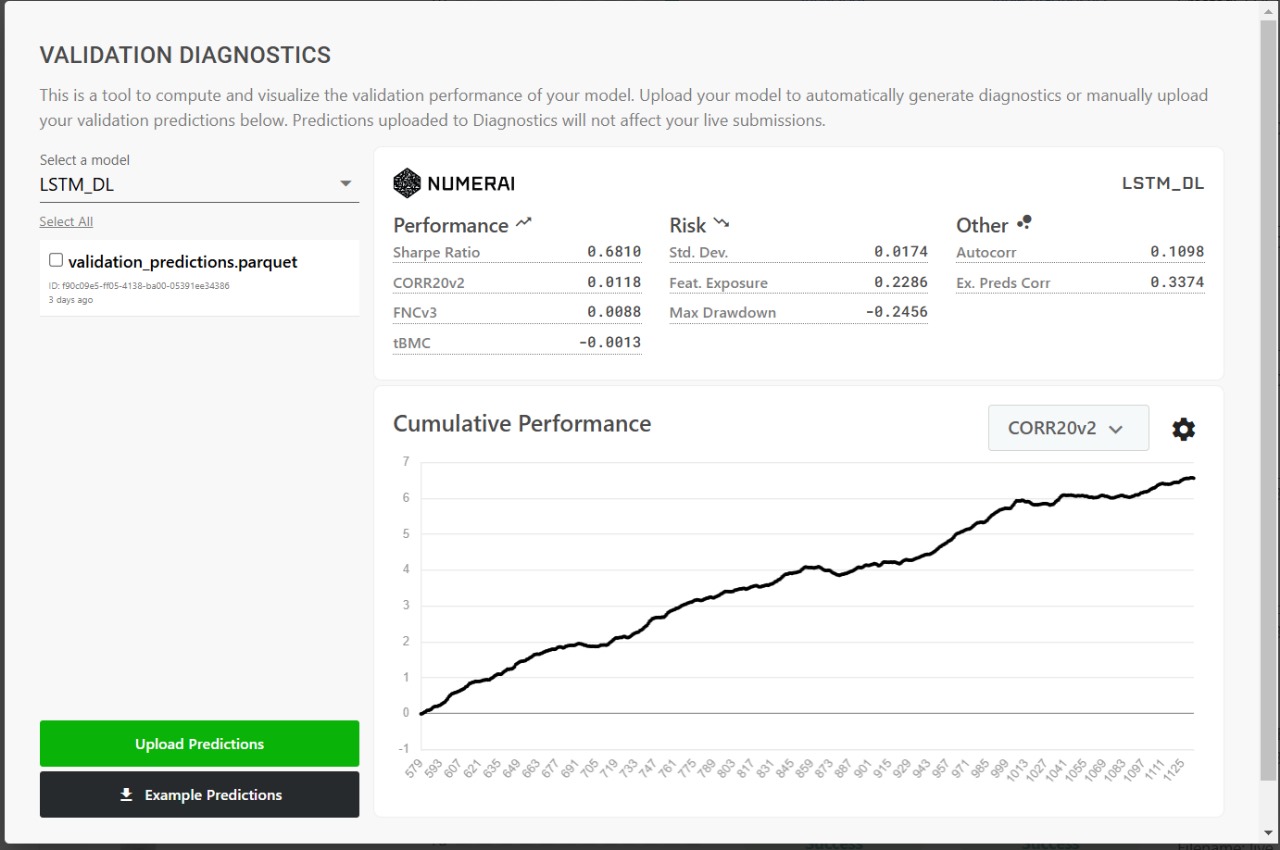 VALIDATION DIAGNOSTICS
This is a tool to compute and visualize the validation performance of your model. Upload your model to automatically generate diagnostics or manually upload
your validation predictions below. Predictions uploaded to Diagnostics will not affect your live submissions.
Select a model
LSTM_DL
Select All
validation_predictions.parquet
ID: f90c09e5-ff05-4138-ba00-05391ee34386
3 days ago
Upload Predictions
Example Predictions
NUMERAI
LSTM_DL
Performance
Sharpe Ratio 0.6810
CORR20v2 0.0118
FNCv3 0.0088
tBMC -0.0013
Risk
Std. Dev. 0.0174
Feat. Exposure 0.2286
Max Drawdown -0.2456
Other
Autocorr 0.1098
Ex. Preds Corr 0.3374
Cumulative Performance
CORR20v2
7
6
5
4
3
2
1
0
-1
579 593 607 621 635 649 663 677 691 705 719 733 747 761 775 789 803 817 831 845 859 873 887 901 915 929 943 957 971 985 999 1013 1027 1041 1055 1069 1083 1097 1111 1125
Success Success Filename: live